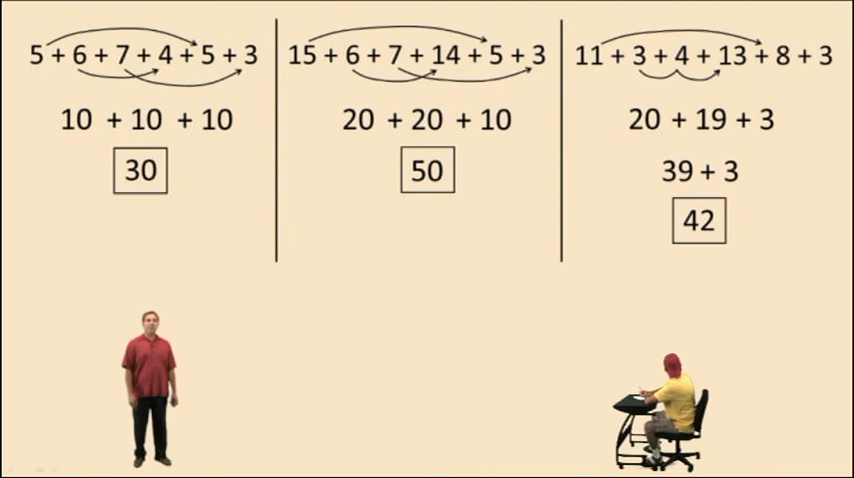 5 + 6 + 7 + 4 + 5 + 3
10 + 10 + 10
30
15 + 6 + 7 + 14 + 5 + 3
20 + 20 + 10
50
11 + 3 + 4 + 13 + 8 + 3
20 + 19 + 3
39 + 3
42